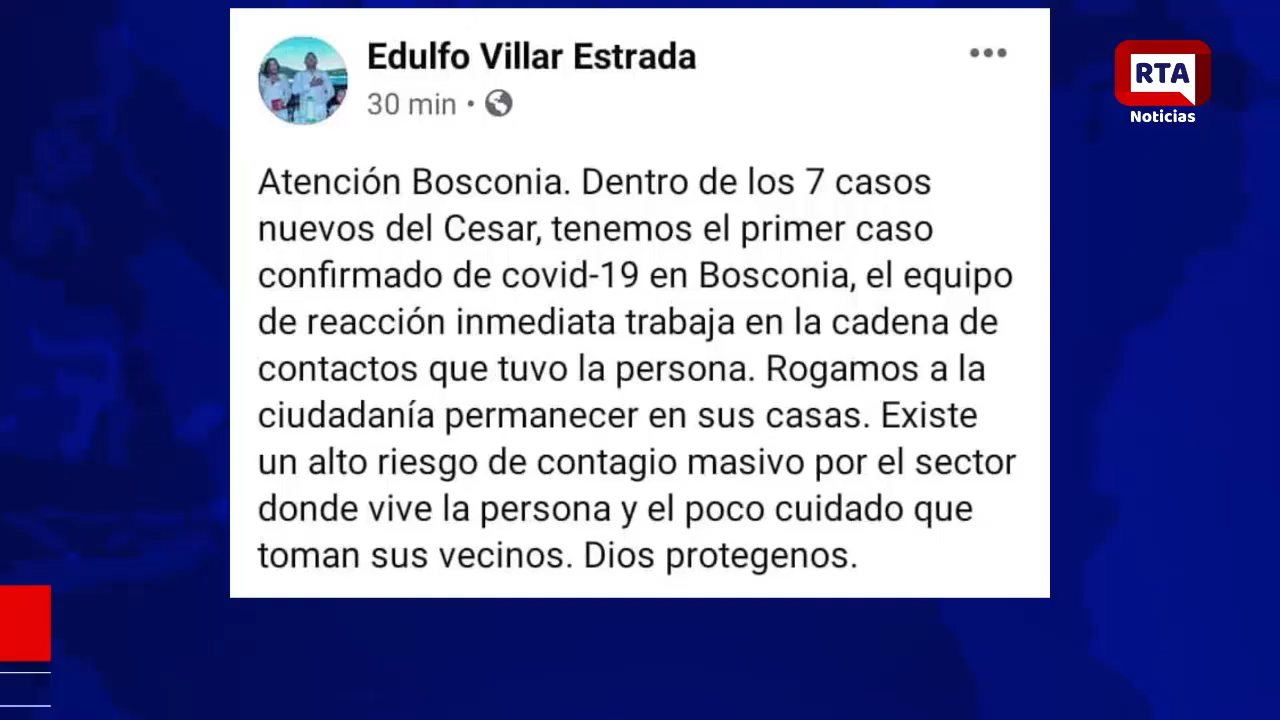 Edulfo Villar Estrada
30 min •
RTA
Noticias
Atención Bosconia. Dentro de los 7 casos
nuevos del Cesar, tenemos el primer caso
confirmado de covid-19 en Bosconia, el equipo
de reacción inmediata trabaja en la cadena de
contactos que tuvo la persona. Rogamos a la
ciudadanía permanecer en sus casas. Existe
un alto riesgo de contagio masivo por el sector
donde vive la persona y el poco cuidado que
toman sus vecinos. Dios protegenos.